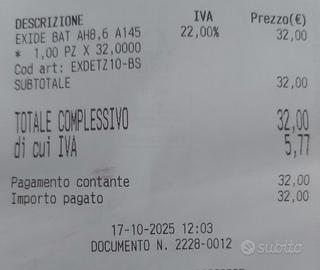 DESCRIZIONE IVA Prezzo(€)
EXIDE BAT AH8,6 A145 22,00% 32,00
* 1,00 PZ X 32,0000
Cod art: EXDETZ10-BS
SUBTOTALE 32,00
TOTALE COMPLESSIVO 32,00
di cui IVA 5,77
Pagamento contante 32,00
Importo pagato 32,00
17-10-2025 12:03
DOCUMENTO N. 2228-0012
subito